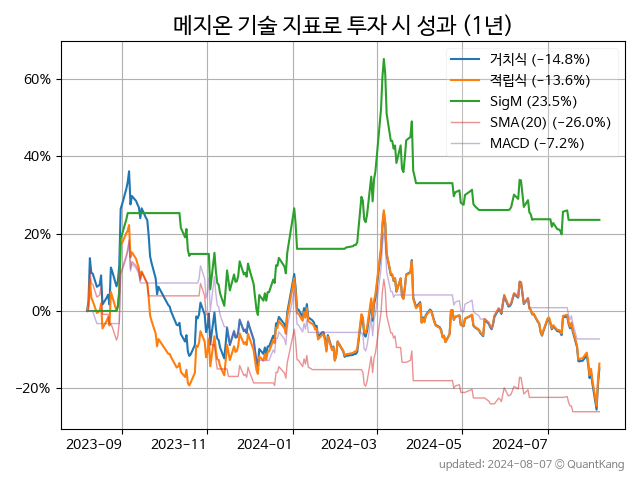 메지온 기술 지표로 투자 시 성과 (1년)
거치식 (−14.8%)
적립식 (−13.6%)
SigM (23.5%)
SMA(20) (−26.0%)
MACD (−7.2%)
60%
40%
20%
0%
−20%
2023-09
2023-11
2024-01
2024-03
2024-05
2024-07
updated: 2024-08-07 © QuantKang